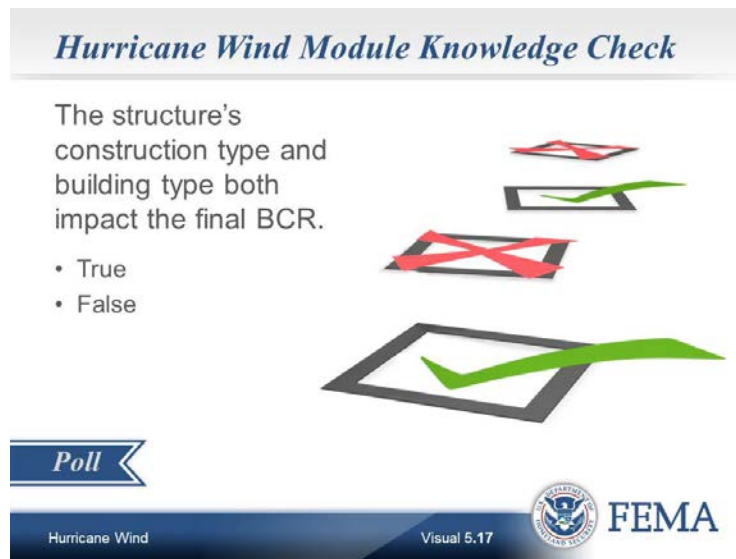 Hurricane Wind Module Knowledge Check
The structure's
construction type and
building type both
impact the final BCR.
• True
• False
Poll
Hurricane Wind
Visual 5.17
FEMA